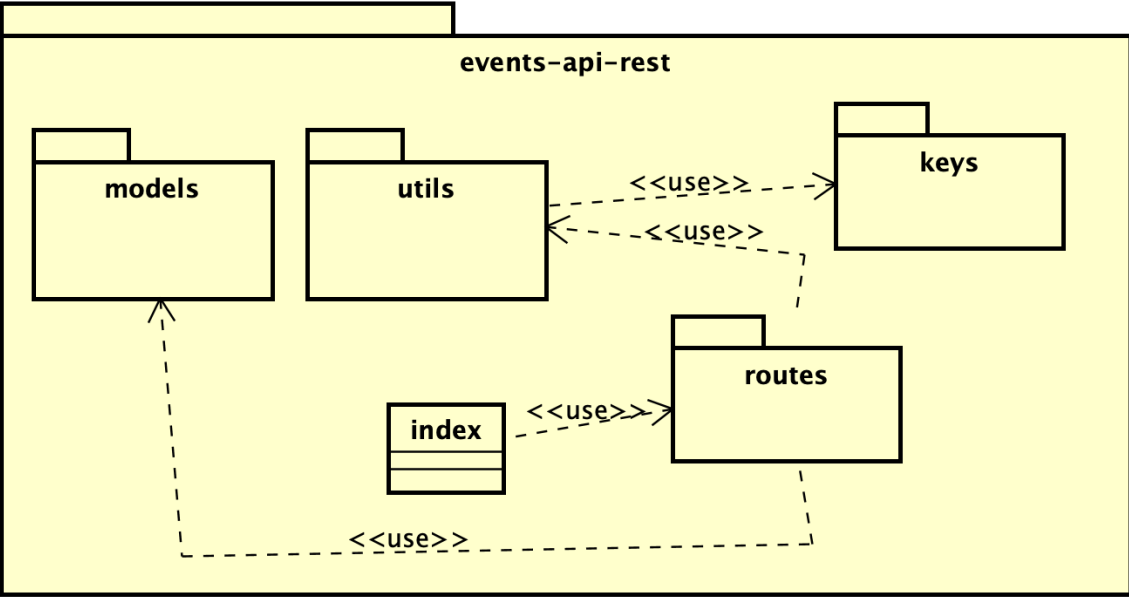 events-api-rest
models
utils
keys
<<use>>
<<use>>
routes
index
<<use>>
<<use>>